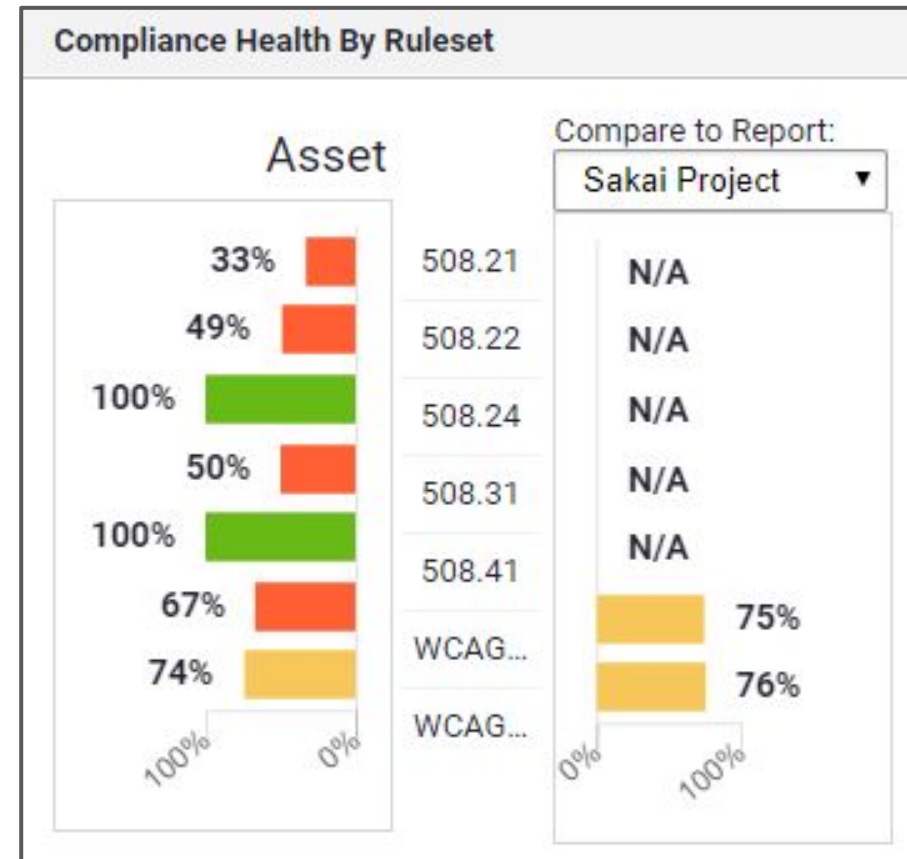 Compliance Health By Ruleset
Asset
Compare to Report:
Sakai Project
33% 508.21 N/A
49% 508.22 N/A
100% 508.24 N/A
50% 508.31 N/A
100% 508.41 N/A
67% WCAG... 75%
74% WCAG... 76%
100% 0% 0% 100%